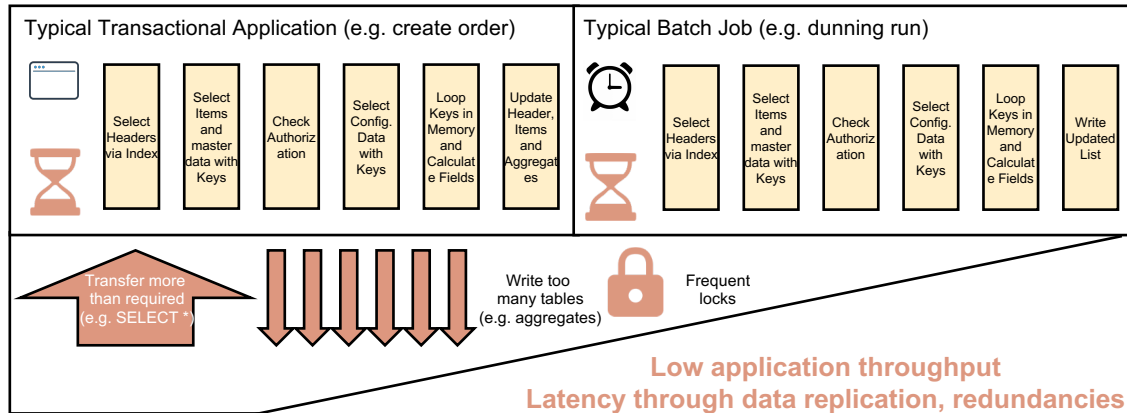 Typical Transactional Application (e.g. create order)
Select
Headers
via Index
Select
Items
and
master
data with
Keys
Check
Authoriz
ation
Select
Config.
Data
with
Keys
Loop
Keys in
Memory
and
Calculat
e Fields
Update
Header,
Items
and
Aggregat
es
Typical Batch Job (e.g. dunning run)
Select
Headers
via Index
Select
Items
and
master
data with
Keys
Check
Authoriz
ation
Select
Config.
Data
with
Keys
Loop
Keys in
Memory
and
Calculat
e Fields
Write
Updated
List
Transfer more
than required
(e.g. SELECT *)
Write too
many tables
(e.g. aggregates)
Frequent
locks
Low application throughput
Latency through data replication, redundancies